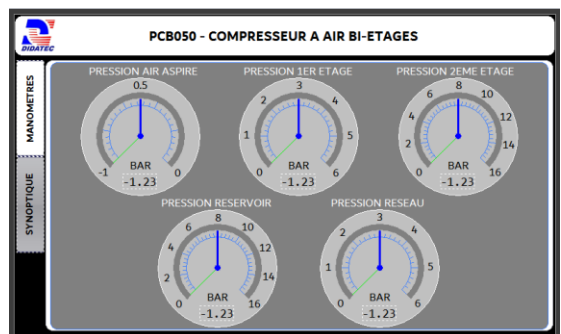 DIDATEC
PCB050 - COMPRESSEUR A AIR BI-ETAGES
MANOMETRES
SYNOPTIQUE
PRESSION AIR ASPIRE
-1 0.5 0
BAR
-1.23
PRESSION 1ER ETAGE
0 1 2 3 4 5 6
BAR
-1.23
PRESSION 2EME ETAGE
0 2 4 6 8 10 12 14 16
BAR
-1.23
PRESSION RESERVOIR
0 2 4 6 8 10 12 14 16
BAR
-1.23
PRESSION RESEAU
0 1 2 3 4 5 6
BAR
-1.23